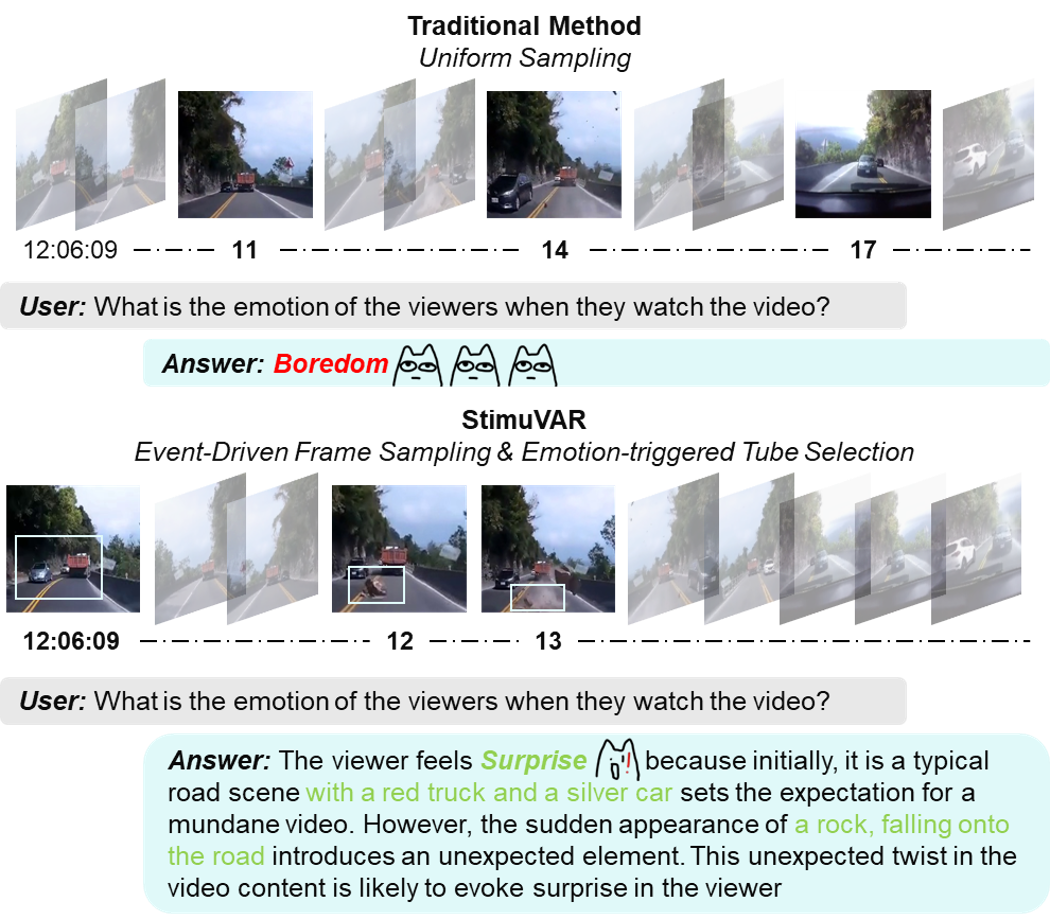 Traditional Method
Uniform Sampling
12:06:09 11 14 17
User: What is the emotion of the viewers when they watch the video?
Answer: Boredom
StimuVAR
Event-Driven Frame Sampling & Emotion-triggered Tube Selection
12:06:09 12 13
User: What is the emotion of the viewers when they watch the video?
Answer: The viewer feels Surprise because initially, it is a typical
road scene with a red truck and a silver car sets the expectation for a
mundane video. However, the sudden appearance of a rock, falling onto
the road introduces an unexpected element. This unexpected twist in the
video content is likely to evoke surprise in the viewer